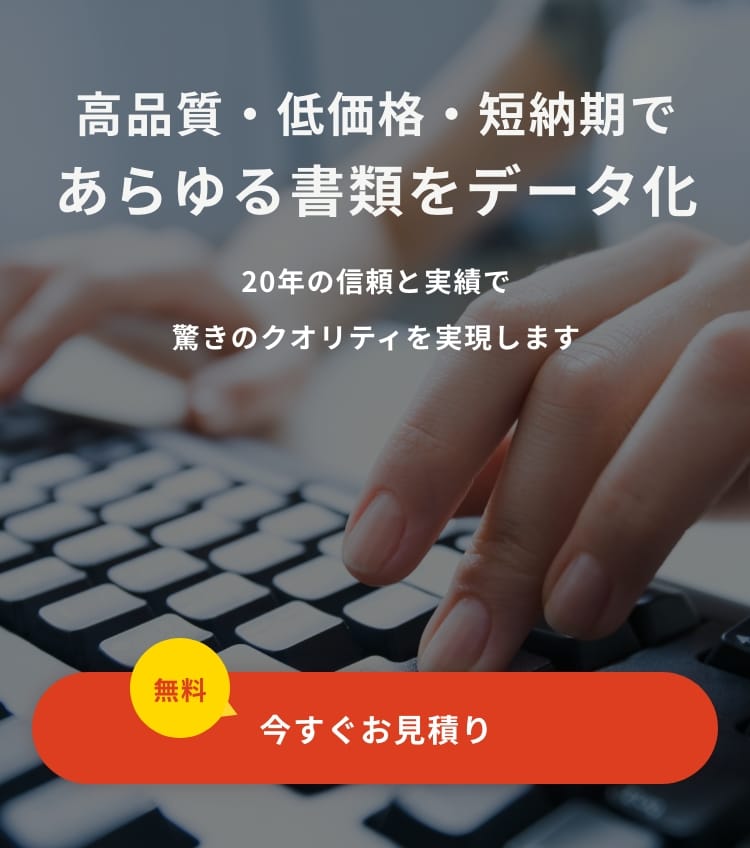 高品質・低価格・短納期で
あらゆる書類をデータ化
20年の信頼と実績で
驚きのクオリティを実現します
無料
今すぐお見積り